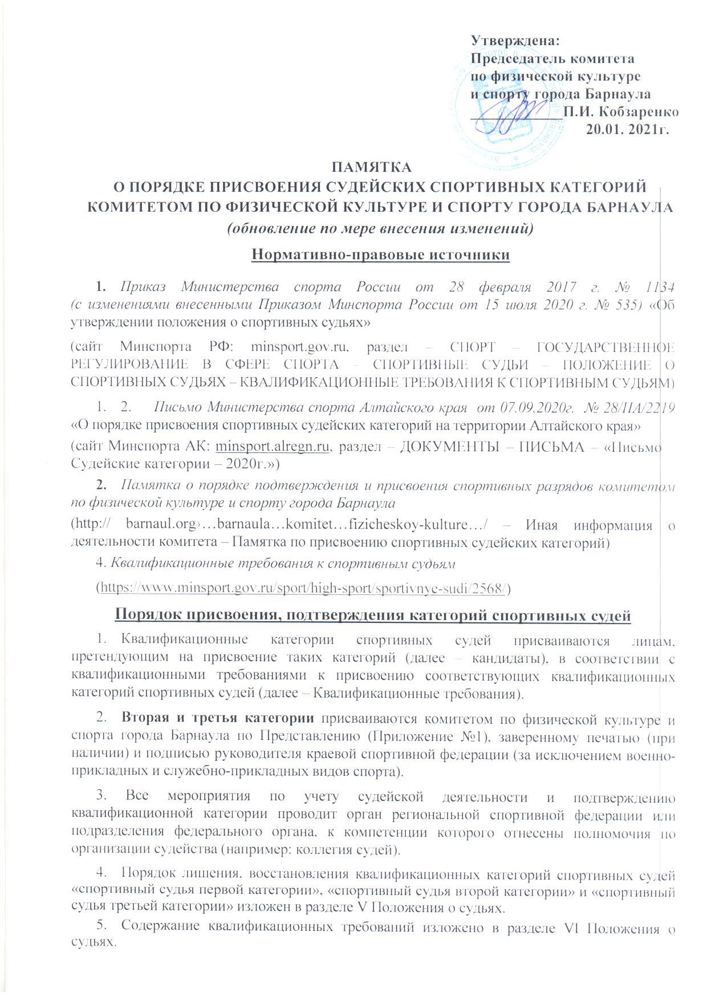 Утверждена:
Председатель комитета
по физической культуре
и спорту города Барнаула
____________П.И. Кобзаренко
20.01. 2021г.
ПАМЯТКА
О ПОРЯДКЕ ПРИСВОЕНИЯ СУДЕЙСКИХ СПОРТИВНЫХ КАТЕГОРИЙ
КОМИТЕТОМ ПО ФИЗИЧЕСКОЙ КУЛЬТУРЕ И СПОРТУ ГОРОДА БАРНАУЛА
(обновление по мере внесения изменений)
Нормативно-правовые источники
1. Приказ Министерства спорта России от 28 февраля 2017 г. № 1134
(с изменениями внесенными Приказом Минспорта России от 15 июля 2020 г. № 535) «Об
утверждении положения о спортивных судьях»
(сайт Минспорта РФ: minsport.gov.ru, раздел – СПОРТ – ГОСУДАРСТВЕННОЕ
РЕГУЛИРОВАНИЕ В СФЕРЕ СПОРТА – СПОРТИВНЫЕ СУДЬИ – ПОЛОЖЕНИЕ О
СПОРТИВНЫХ СУДЬЯХ – КВАЛИФИКАЦИОННЫЕ ТРЕБОВАНИЯ К СПОРТИВНЫМ СУДЬЯМ)
1. 2. Письмо Министерства спорта Алтайского края от 07.09.2020г. № 28/ПА/2219
«О порядке присвоения спортивных судейских категорий на территории Алтайского края»
(сайт Минспорта АК: minsport.alregn.ru, раздел – ДОКУМЕНТЫ – ПИСЬМА – «Письмо –
Судейские категории – 2020г.»)
2. Памятка о порядке подтверждения и присвоения спортивных разрядов комитетом
по физической культуре и спорту города Барнаула
(http:// barnaul.org›…barnaula…komitet…fizicheskoy-kulture…/ – Иная информация о
деятельности комитета – Памятка по присвоению спортивных судейских категорий)
4. Квалификационные требования к спортивным судьям
(https://www.minsport.gov.ru/sport/high-sport/sportivnye-sudi/2568/)
Порядок присвоения, подтверждения категорий спортивных судей
1. Квалификационные категории спортивных судей присваиваются лицам,
претендующим на присвоение таких категорий (далее – кандидаты), в соответствии с
квалификационными требованиями к присвоению соответствующих квалификационных
категорий спортивных судей (далее – Квалификационные требования).
2. Вторая и третья категории присваиваются комитетом по физической культуре и
спорта города Барнаула по Представлению (Приложение №1), заверенному печатью (при
наличии) и подписью руководителя краевой спортивной федерации (за исключением военно-
прикладных и служебно-прикладных видов спорта).
3. Все мероприятия по учету судейской деятельности и подтверждению
квалификационной категории проводит орган региональной спортивной федерации или
подразделения федерального органа, к компетенции которого отнесены полномочия по
организации судейства (например: коллегия судей).
4. Порядок лишения, восстановления квалификационных категорий спортивных судей
«спортивный судья первой категории», «спортивный судья второй категории» и «спортивный
судья третьей категории» изложен в разделе V Положения о судьях.
5. Содержание квалификационных требований изложено в разделе VI Положения о
судьях.